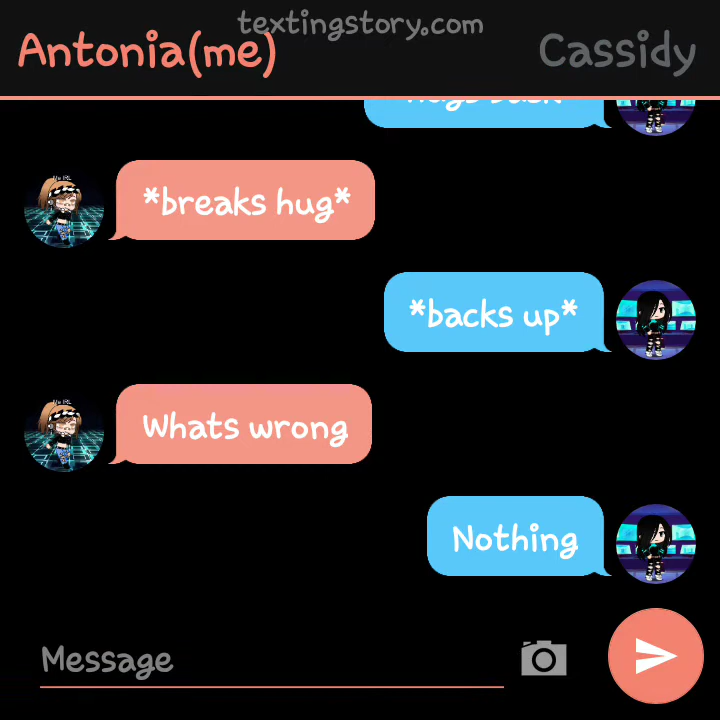 textingstory.com
Antonia(me)
Cassidy
*breaks hug*
*backs up*
Whats wrong
Nothing
Message